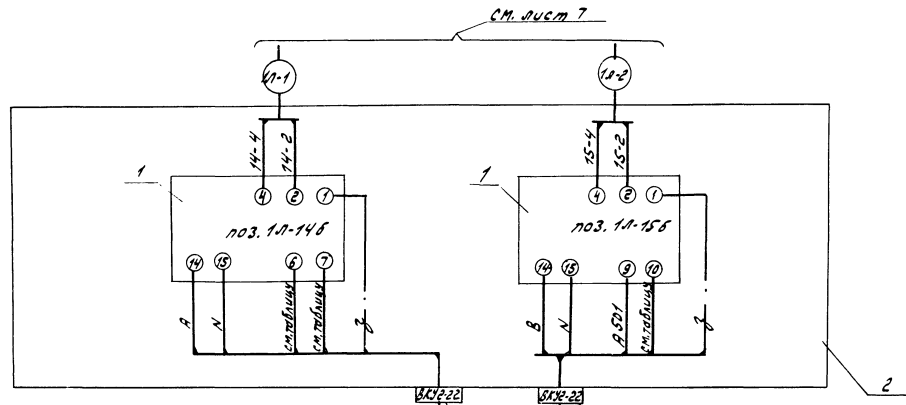 см. лист 7
1л-1
1л-2
14-4
14-2
15-4
15-2
1
4
2
1
1
4
2
1
поз. 1л-14б
поз. 1л-15б
14
15
6
7
14
15
9
10
А
N
см. таблицу
см. таблицу
З
В
N
А501
см. таблицу
З
ВКУ2-22
БКУ2-22
2